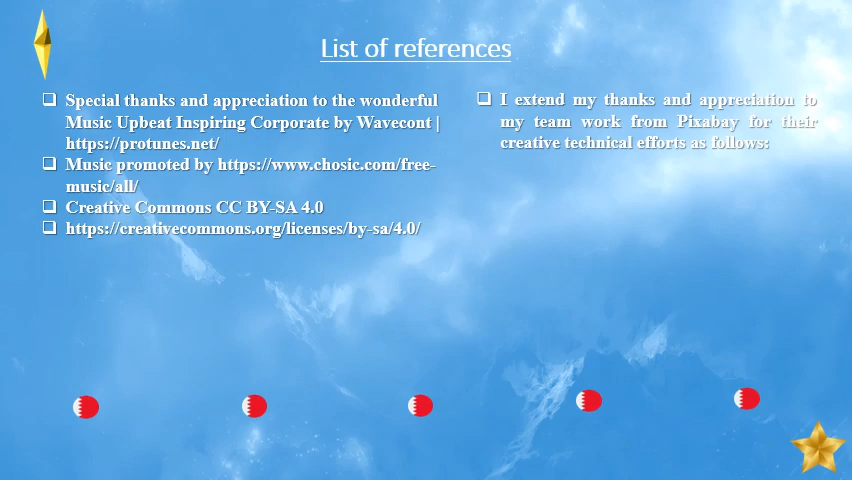 List of references
❑ Special thanks and appreciation to the wonderful
Music Upbeat Inspiring Corporate by Wavecont |
https://protunes.net/
❑ Music promoted by https://www.chosic.com/free-
music/all/
❑ Creative Commons CC BY-SA 4.0
❑ https://creativecommons.org/licenses/by-sa/4.0/
❑ I extend my thanks and appreciation to
my team work from Pixabay for their
creative technical efforts as follows: